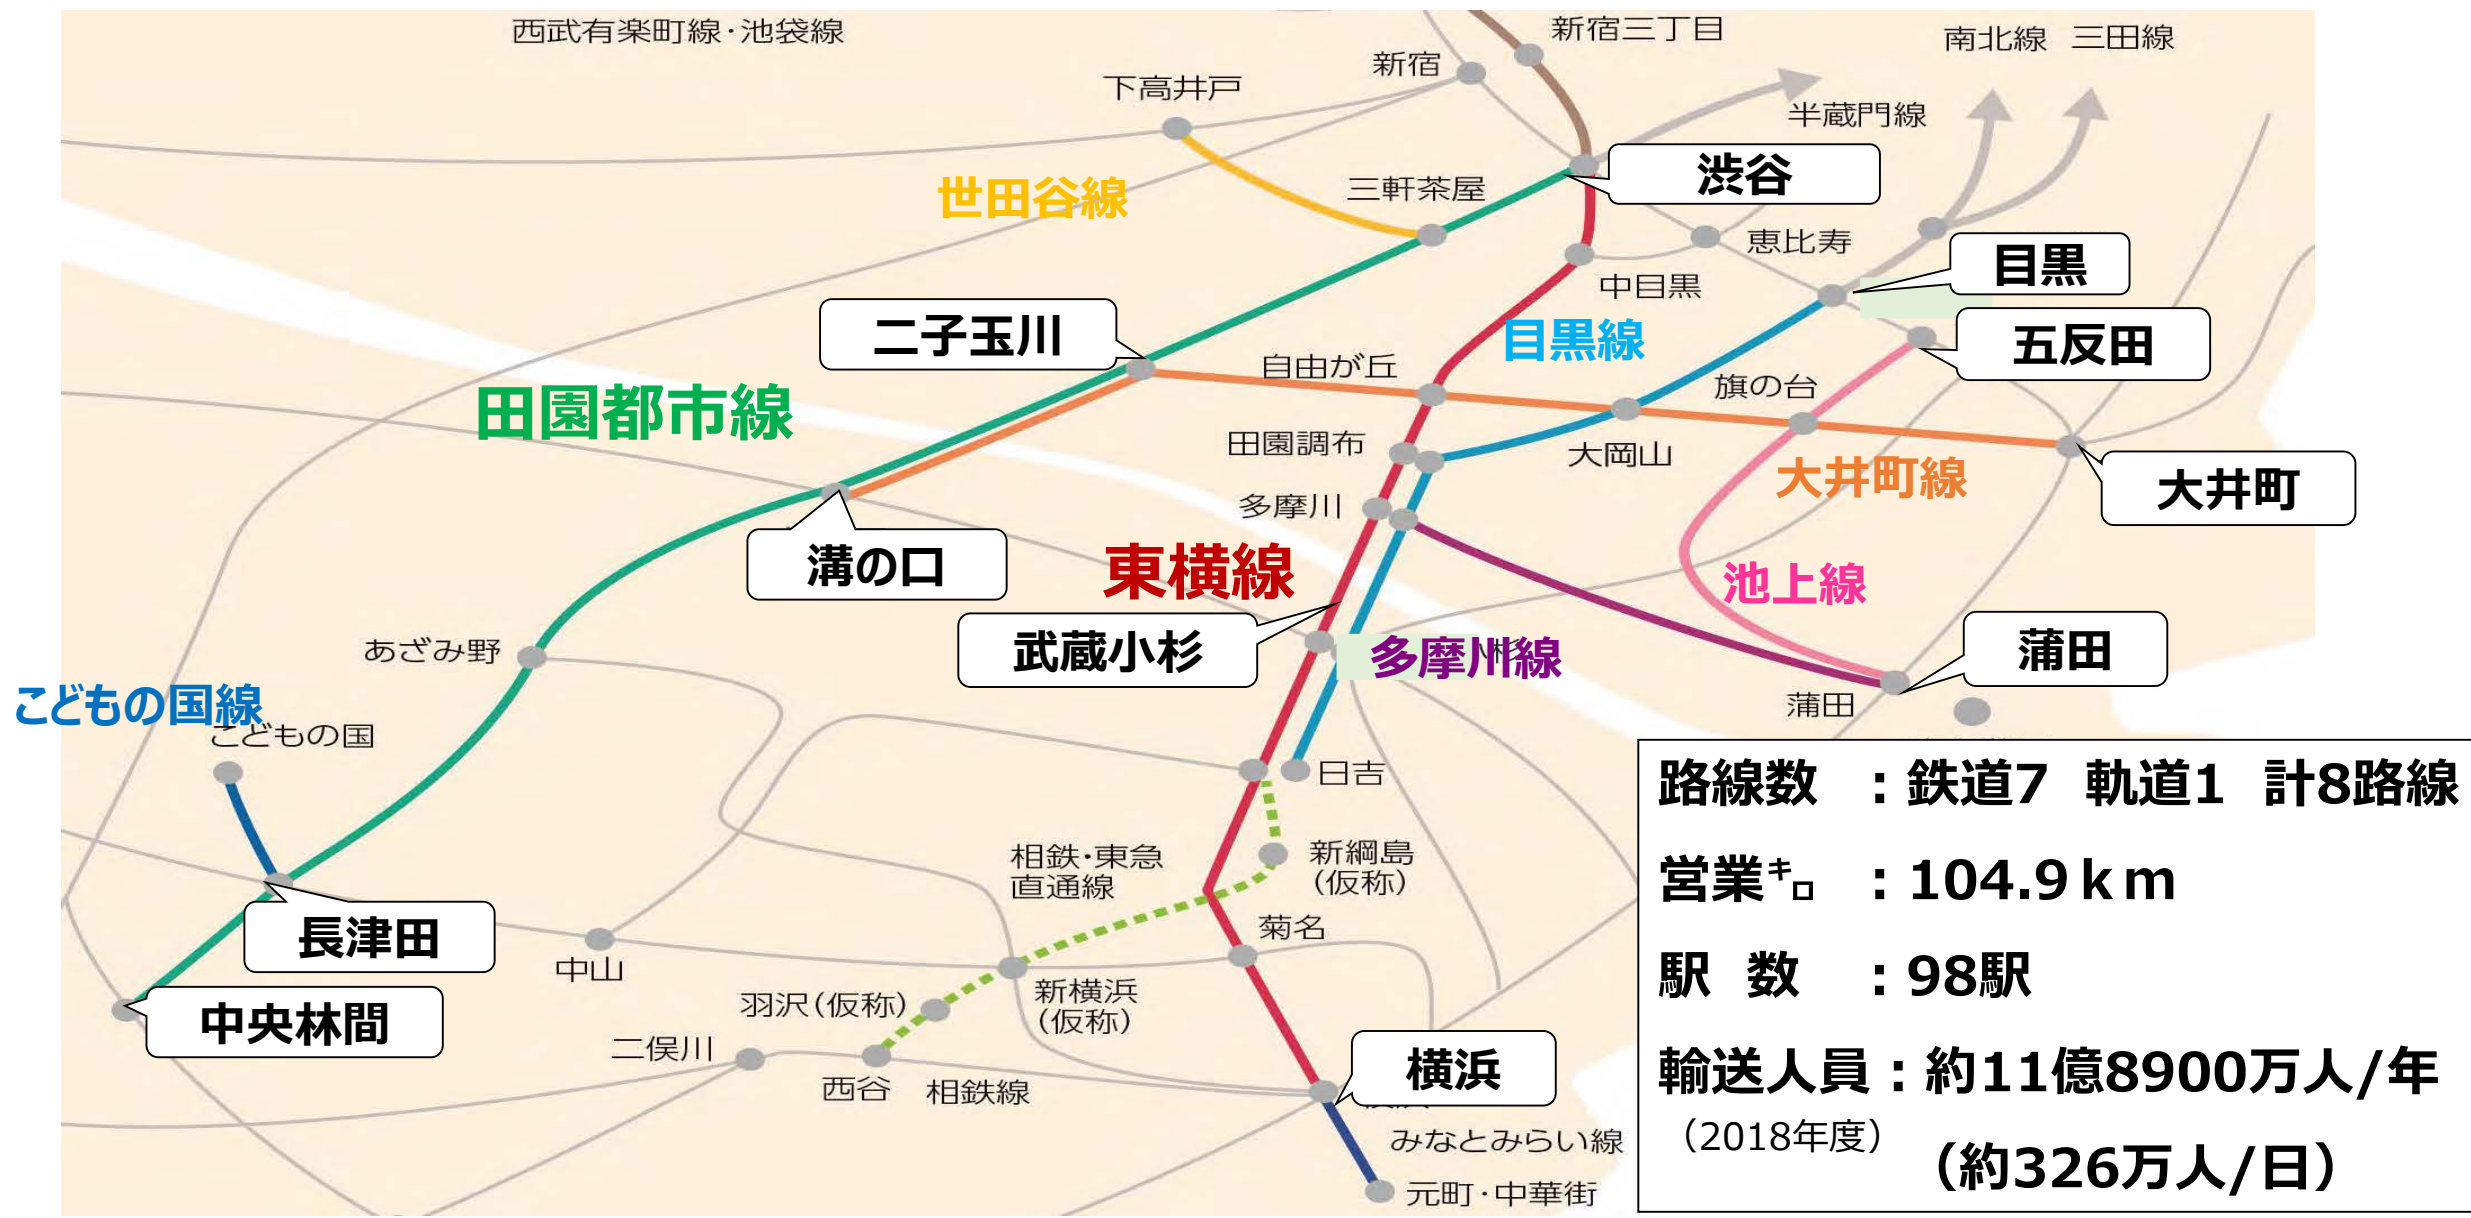 西武有楽町線・池袋線
新宿三丁目
南北線 三田線
新宿
下高井戸
半蔵門線
渋谷
世田谷線
三軒茶屋
恵比寿
目黒
中目黒
二子玉川
目黒線
五反田
自由が丘
旗の台
田園都市線
田園調布
大岡山
大井町線
大井町
多摩川
溝の口
東横線
池上線
武蔵小杉
多摩川線
蒲田
あざみ野
こどもの国線
蒲田
こどもの国
日吉
相鉄・東急
直通線
新綱島
(仮称)
長津田
菊名
中山
新横浜
(仮称)
羽沢(仮称)
中央林間
二俣川
西谷
相鉄線
横浜
みなとみらい線
元町・中華街
路線数 ：鉄道7 軌道1 計8路線
営業ｷﾛ ：104.9ｋｍ
駅 数 ：98駅
輸送人員：約11億8900万人/年
（2018年度）
（約326万人/日）